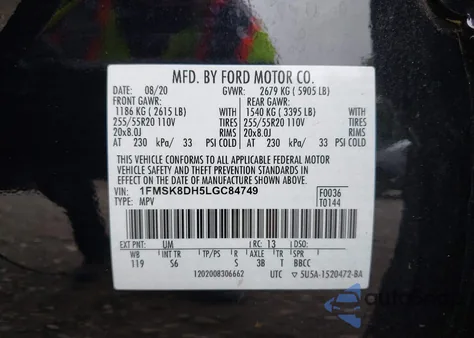 MFD. BY FORD MOTOR CO.
DATE: 08/20 GVWR: 2679 KG ( 5905 LB)
FRONT GAWR: REAR GAWR:
1186 KG ( 2615 LB) 1540 KG ( 3395 LB)
255/55R20 110V TIRES 255/55R20 110V TIRES
20x8.0J RIMS 20x8.0J RIMS
AT 230 kPa/ 33 PSI COLD AT 230 kPa/ 33 PSI COLD
THIS VEHICLE CONFORMS TO ALL APPLICABLE FEDERAL MOTOR
VEHICLE SAFETY AND THEFT PREVENTION STANDARDS IN
EFFECT ON THE DATE OF MANUFACTURE SHOWN ABOVE.
VIN: 1FMSK8DH5LGC84749 F0036
TYPE: MPV T0144
EXT PNT: UM RC: 13 DSO:
WB INT TR TP/PS R AXLE TR SPR
119 S6 S 3B T BBCC
1202008306662 UTC 5U5A-1520472-BA